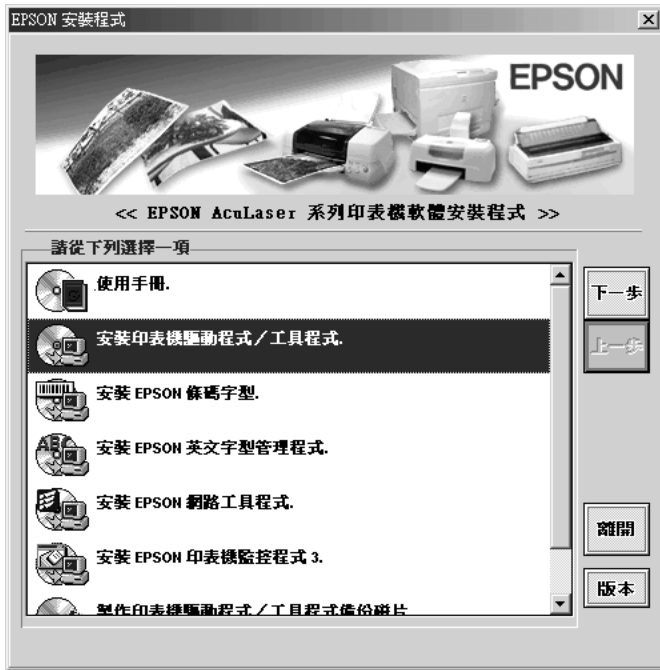 EPSON 安裝程式
EPSON
<< EPSON AcuLaser 系列印表機軟體安裝程式 >>
請從下列選擇一項
使用手冊.
下一步
安裝印表機驅動程式／工具程式.
上一步
安裝 EPSON 條碼字型.
安裝 EPSON 英文字型管理程式.
安裝 EPSON 網路工具程式.
離開
安裝 EPSON 印表機監控程式 3.
版本
製作印表機驅動程式／工具程式備份磁片